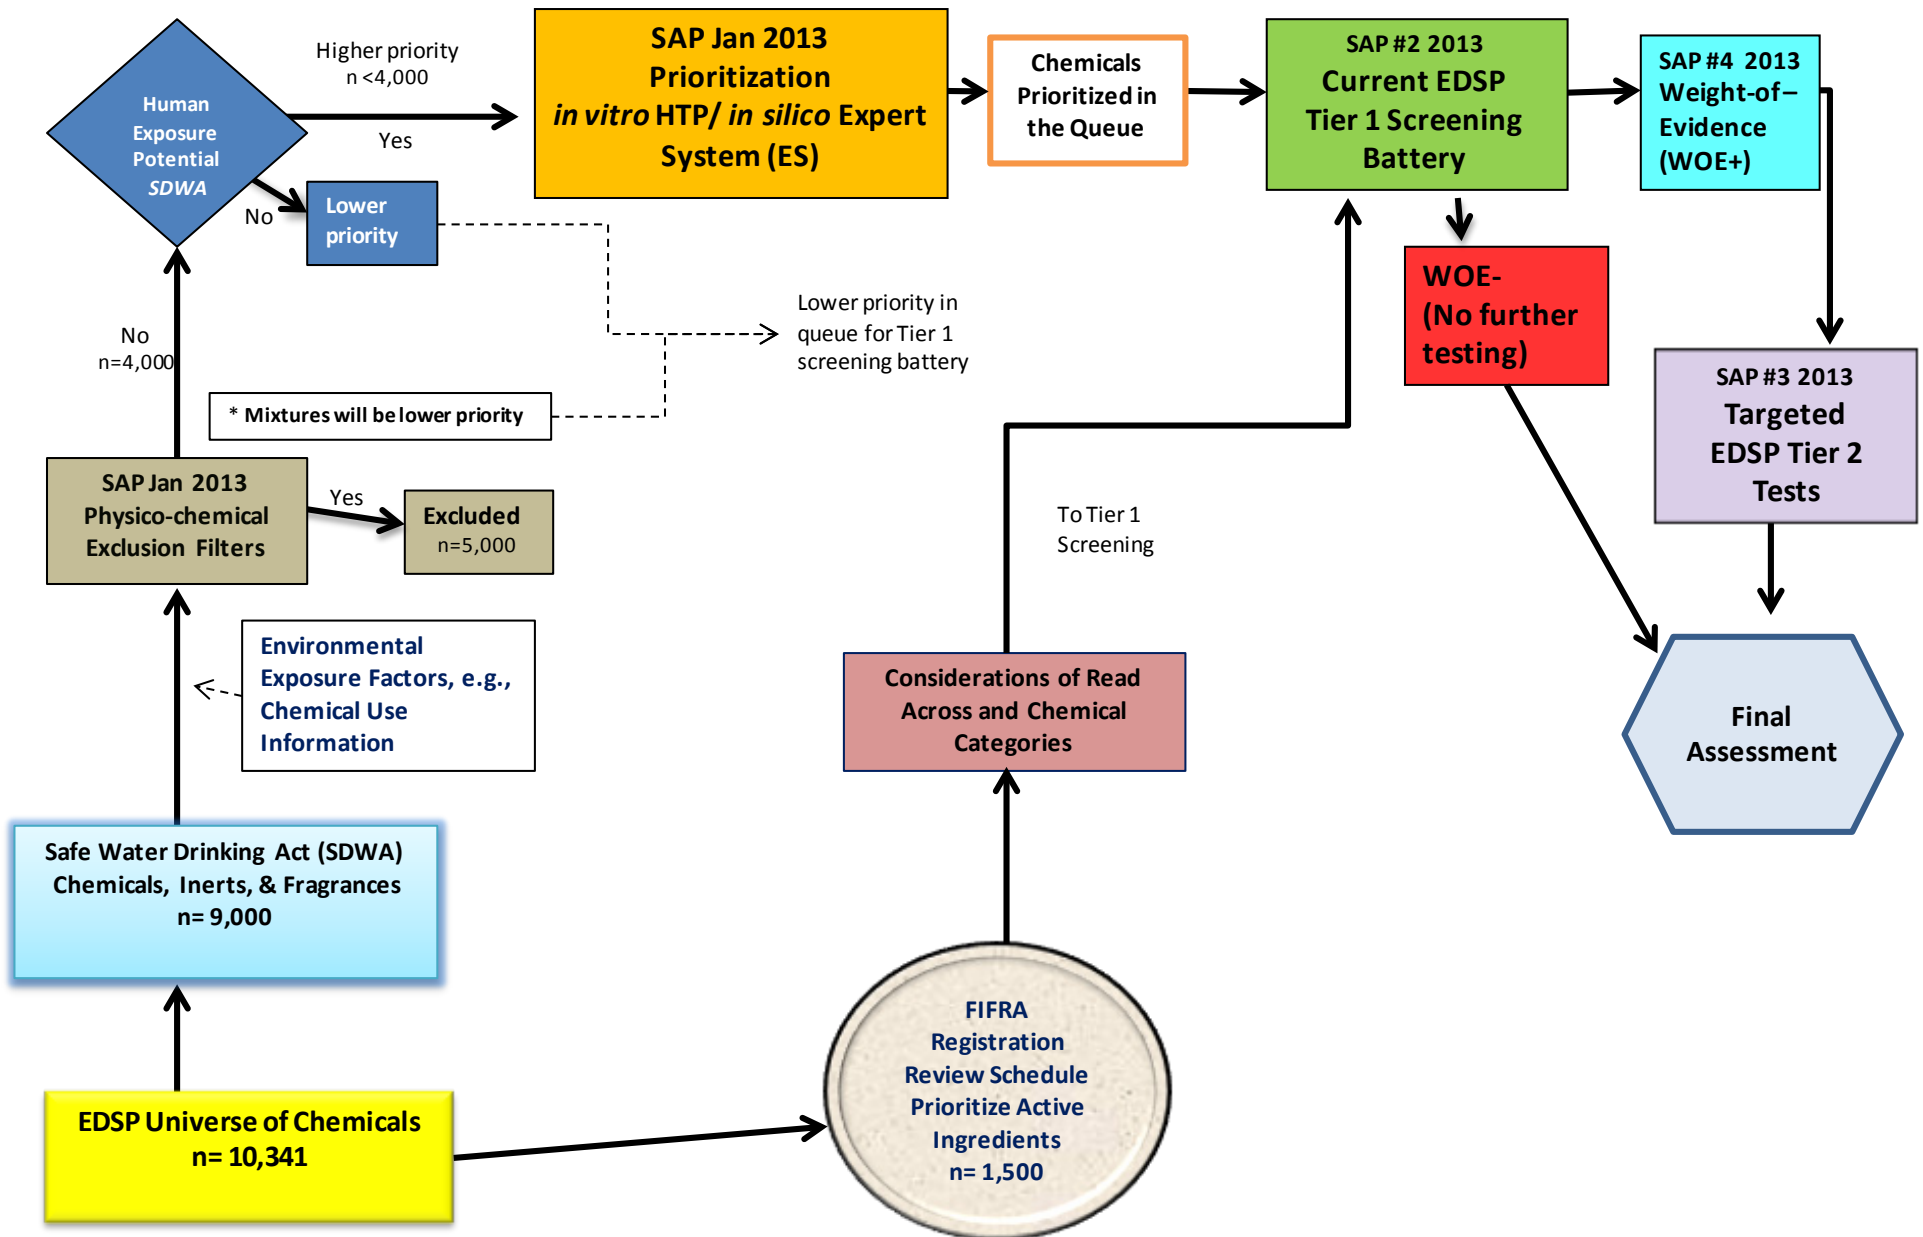 Human
Exposure
Potential
SDWA
Higher priority
n <4,000
Yes
No
Lower
priority
SAP Jan 2013
Prioritization
in vitro HTP/ in silico Expert
System (ES)
Chemicals
Prioritized in
the Queue
SAP #2 2013
Current EDSP
Tier 1 Screening
Battery
SAP #4 2013
Weight-of–
Evidence
(WOE+)
WOE-
(No further
testing)
Lower priority in
queue for Tier 1
screening battery
No
n=4,000
* Mixtures will be lower priority
SAP Jan 2013
Physico-chemical
Exclusion Filters
Yes
Excluded
n=5,000
SAP #3 2013
Targeted
EDSP Tier 2
Tests
To Tier 1
Screening
Environmental
Exposure Factors, e.g.,
Chemical Use
Information
Considerations of Read
Across and Chemical
Categories
Final
Assessment
Safe Water Drinking Act (SDWA)
Chemicals, Inerts, & Fragrances
n= 9,000
FIFRA
Registration
Review Schedule
Prioritize Active
Ingredients
n= 1,500
EDSP Universe of Chemicals
n= 10,341